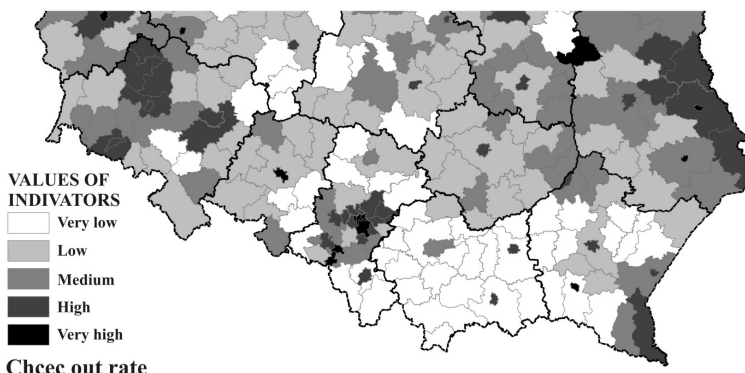 VALUES OF
INDIVATORS
Very low
Low
Medium
High
Very high
Chcec out rate